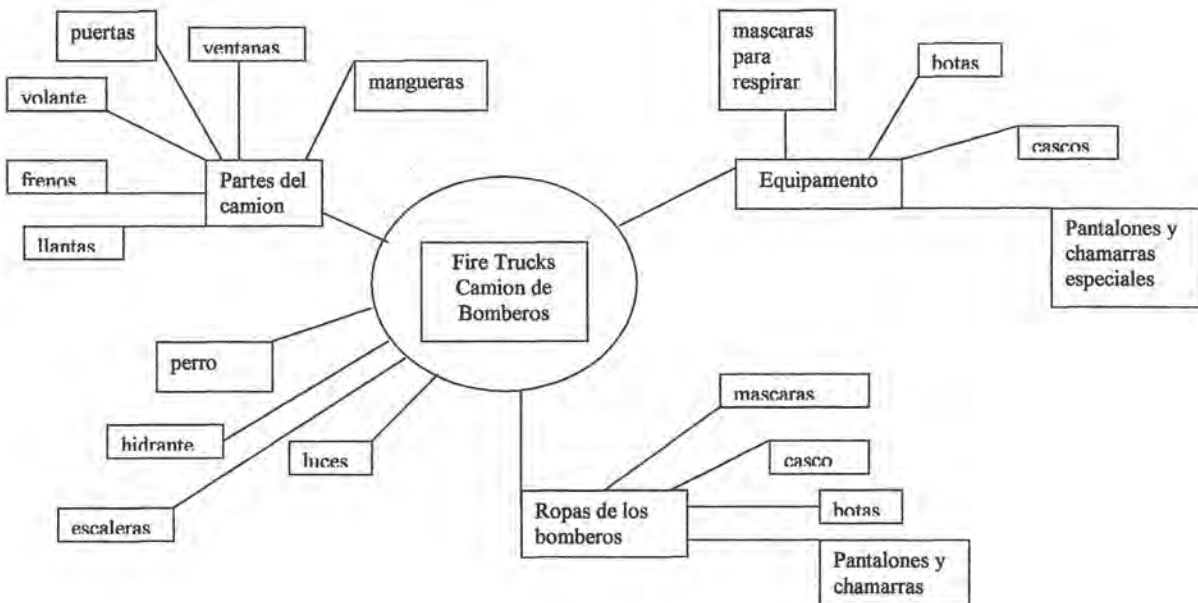 puertas
ventanas
mangueras
volante
frenos
llantas
Partes del
camion
mascaras
para
respirar
botas
cascos
Equipamento
Pantalones y
chamarras
especiales
Fire Trucks
Camion de
Bomberos
perro
hidrante
escaleras
luces
mascaras
casco
botas
Ropas de los
bomberos
Pantalones y
chamarras